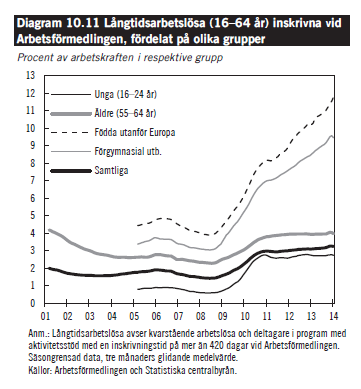 Diagram 10.11 Långtidsarbetslösa (16–64 år) inskrivna vid
Arbetsförmedlingen, fördelat på olika grupper
Procent av arbetskraften i respektive grupp
13
12
11
10
9
8
7
6
5
4
3
2
1
0
Unga (16–24 år)
Äldre (55–64 år)
Födda utanför Europa
Förgymnasial utb.
Samtliga
01 02 03 04 05 06 07 08 09 10 11 12 13 14
Anm.: Långtidsarbetslösa avser kvarstående arbetslösa och deltagare i program med
aktivitetsstöd med en inskrivningstid på mer än 420 dagar vid Arbetsförmedlingen.
Säsongrensad data, tre månaders glidande medelvärde.
Källor: Arbetsförmedlingen och Statistiska centralbyrån.